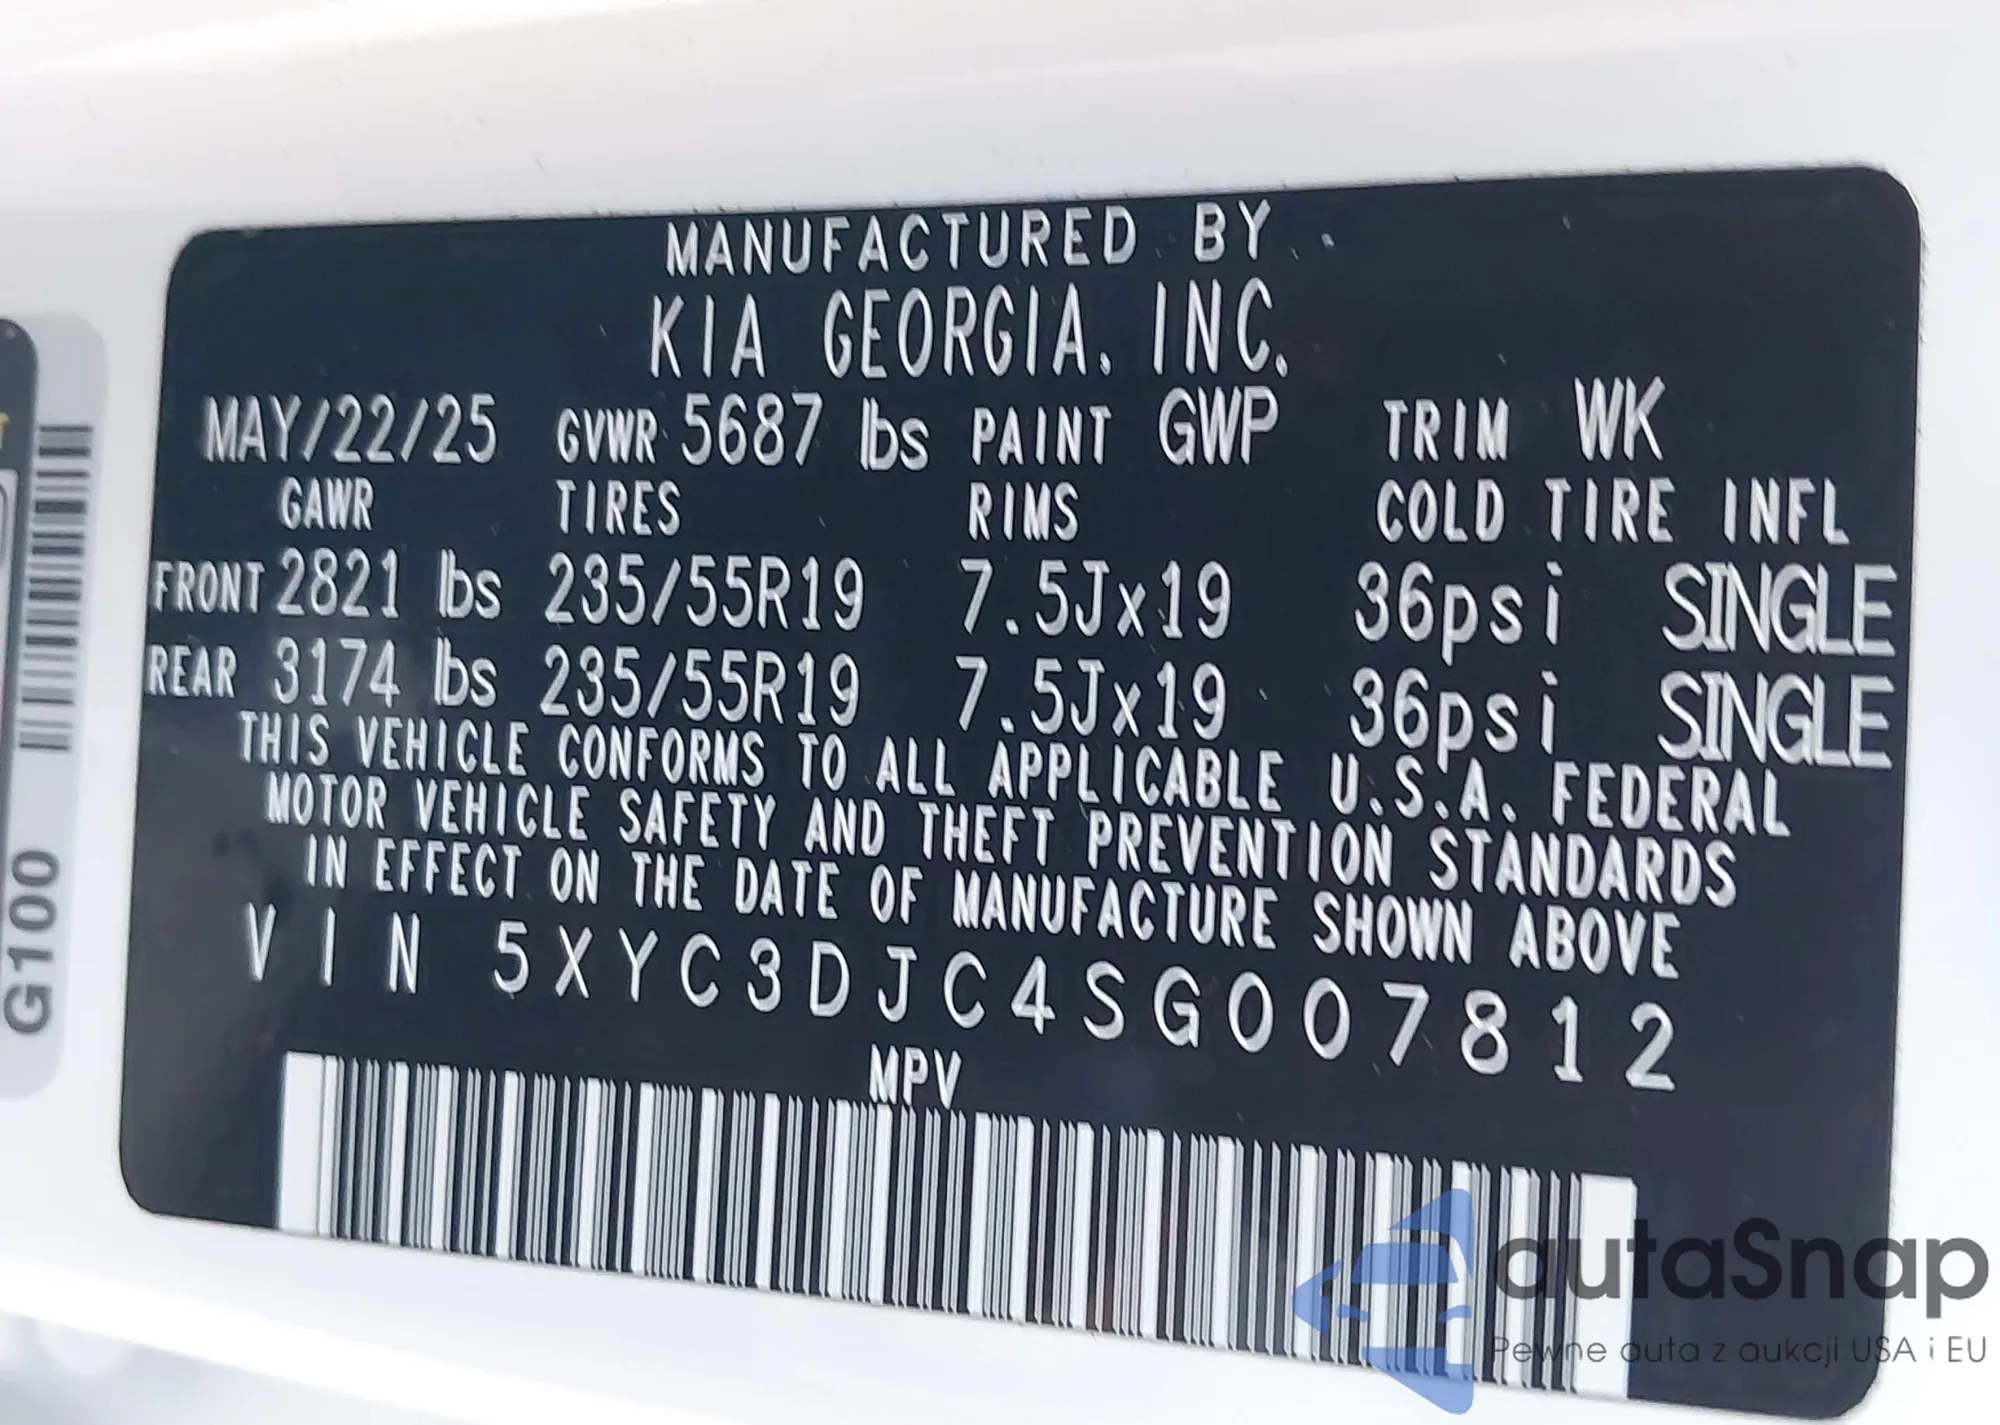 MANUFACTURED BY
KIA GEORGIA, INC.
MAY/22/25 GVWR 5687 lbs PAINT GWP TRIM WK
GAWR TIRES RIMS COLD TIRE INFL
FRONT 2821 lbs 235/55R19 7.5Jx19 36psi SINGLE
REAR 3174 lbs 235/55R19 7.5Jx19 36psi SINGLE
THIS VEHICLE CONFORMS TO ALL APPLICABLE U.S.A. FEDERAL
MOTOR VEHICLE SAFETY AND THEFT PREVENTION STANDARDS
IN EFFECT ON THE DATE OF MANUFACTURE SHOWN ABOVE
VIN 5XYC3DJC4SG007812
MPV
G100
autaSnap
Pewne auta z aukcji USA i EU